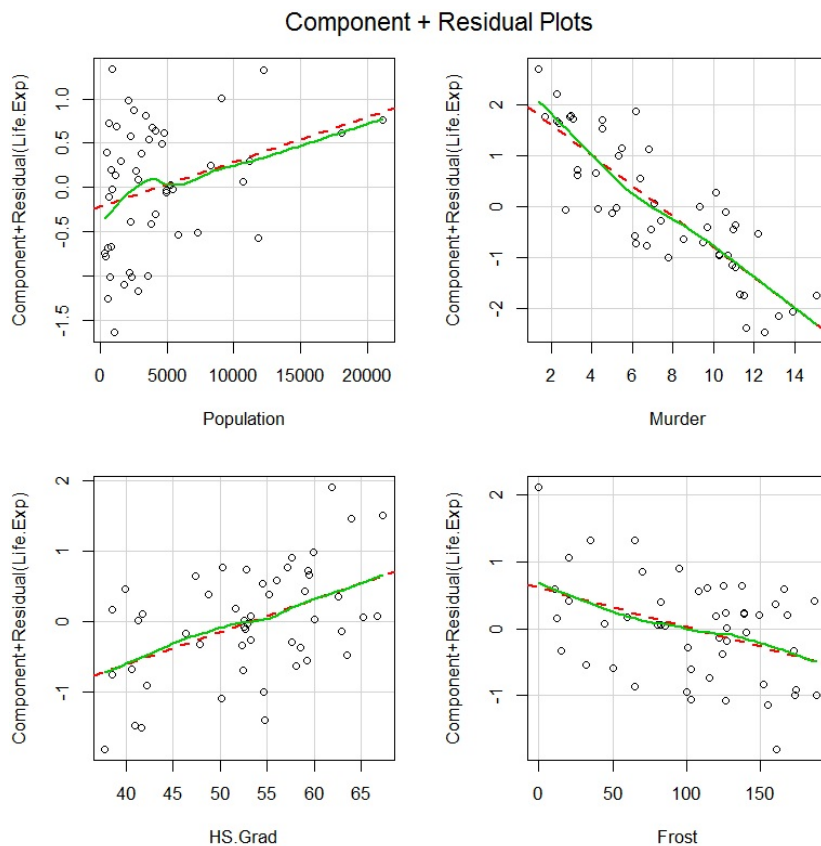 Component + Residual Plots
Component+Residual(Life.Exp)
1.0
0.5
0.0
-0.5
-1.5
0 5000 10000 15000 20000
Population
Component+Residual(Life.Exp)
2
1
0
-1
-2
2 4 6 8 10 12 14
Murder
Component+Residual(Life.Exp)
2
1
0
-1
40 45 50 55 60 65
HS.Grad
Component+Residual(Life.Exp)
2
1
0
-1
0 50 100 150
Frost